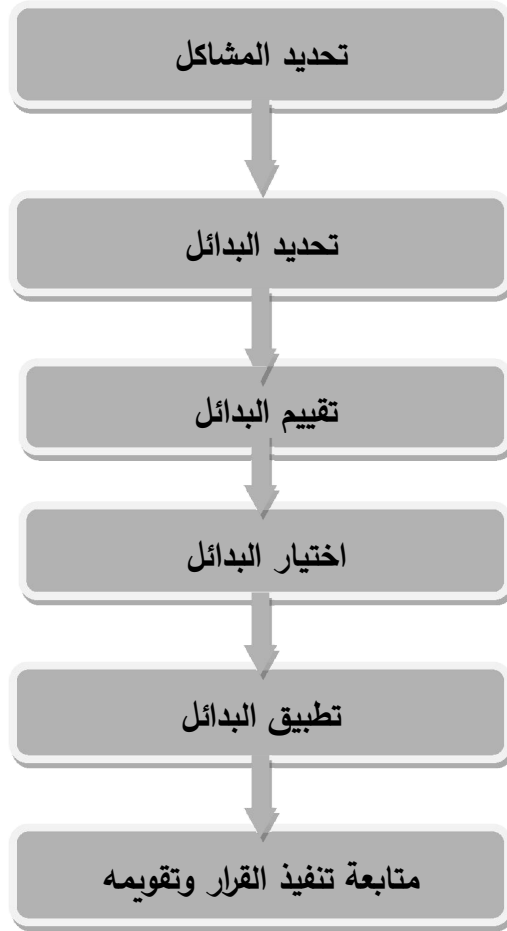 تحديد المشاكل
تحديد البدائل
تقييم البدائل
اختيار البدائل
تطبيق البدائل
متابعة تنفيذ القرار وتقويمه